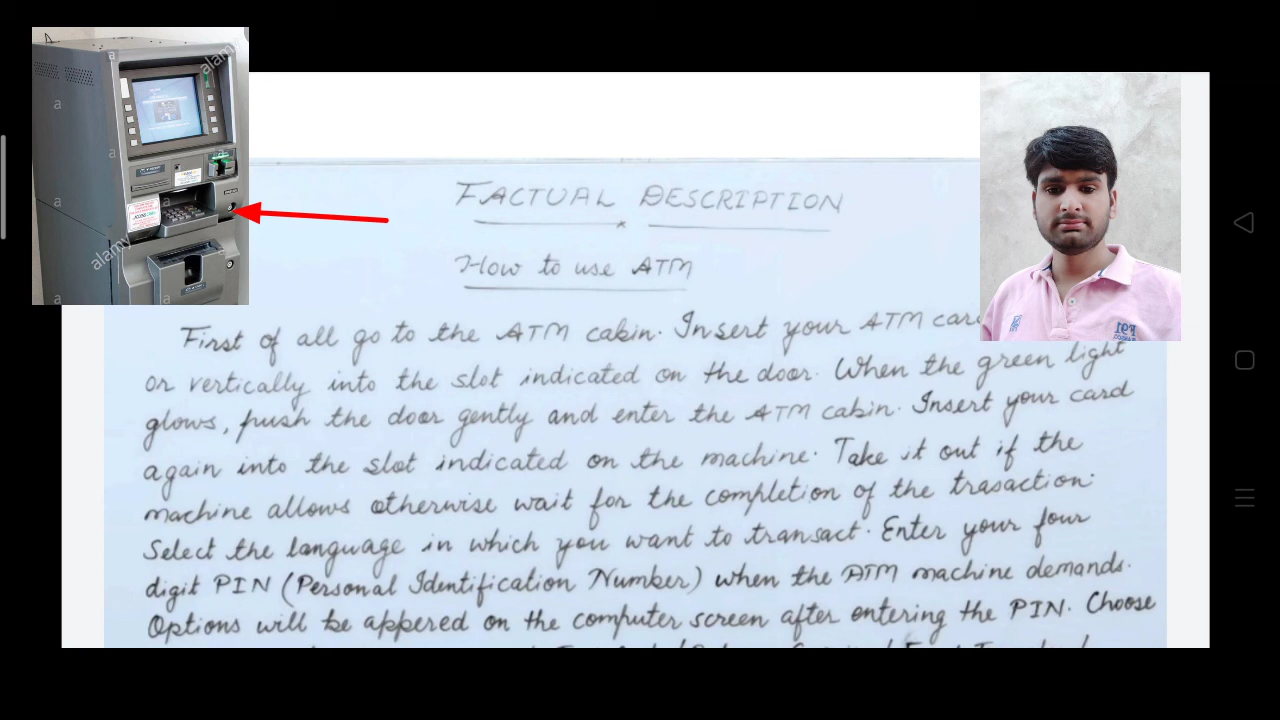 FACTUAL DESCRIPTION
How to use ATM
First of all go to the ATM cabin. Insert your ATM card
or vertically into the slot indicated on the door. When the green light
glows, push the door gently and enter the ATM cabin. Insert your card
again into the slot indicated on the machine. Take it out if the
machine allows otherwise wait for the completion of the trasaction.
Select the language in which you want to transact. Enter your four
digit PIN (Personal Identification Number) when the ATM machine demands.
Options will be appered on the computer screen after entering the PIN. Choose
alamy
alamy
a
a
a
a
a
a